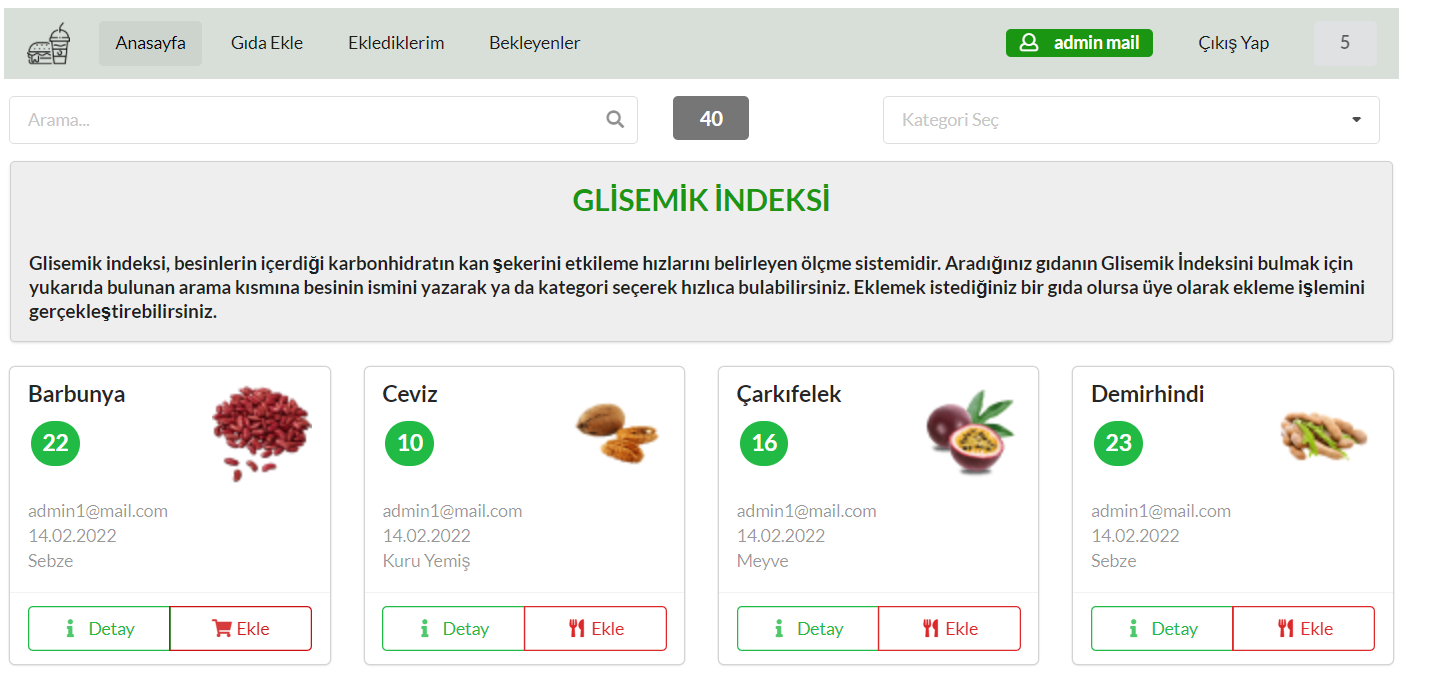 Anasayfa Gıda Ekle Eklediklerim Bekleyenler admin mail Çıkış Yap 5
Arama... 40 Kategori Seç
GLİSEMİK İNDEKSİ
Glisemik indeksi, besinlerin içerdiği karbonhidratın kan şekerini etkileme hızlarını belirleyen ölçme sistemidir. Aradığınız gıdanın Glisemik İndeksini bulmak için
yukarıda bulunan arama kısmına besinin ismini yazarak ya da kategori seçerek hızlıca bulabilirsiniz. Eklemek istediğiniz bir gıda olursa üye olarak ekleme işlemini
gerçekleştirebilirsiniz.
Barbunya
22
admin1@mail.com
14.02.2022
Sebze
Detay Ekle
Ceviz
10
admin1@mail.com
14.02.2022
Kuru Yemiş
Detay Ekle
Çarkıfelek
16
admin1@mail.com
14.02.2022
Meyve
Detay Ekle
Demirhindi
23
admin1@mail.com
14.02.2022
Sebze
Detay Ekle